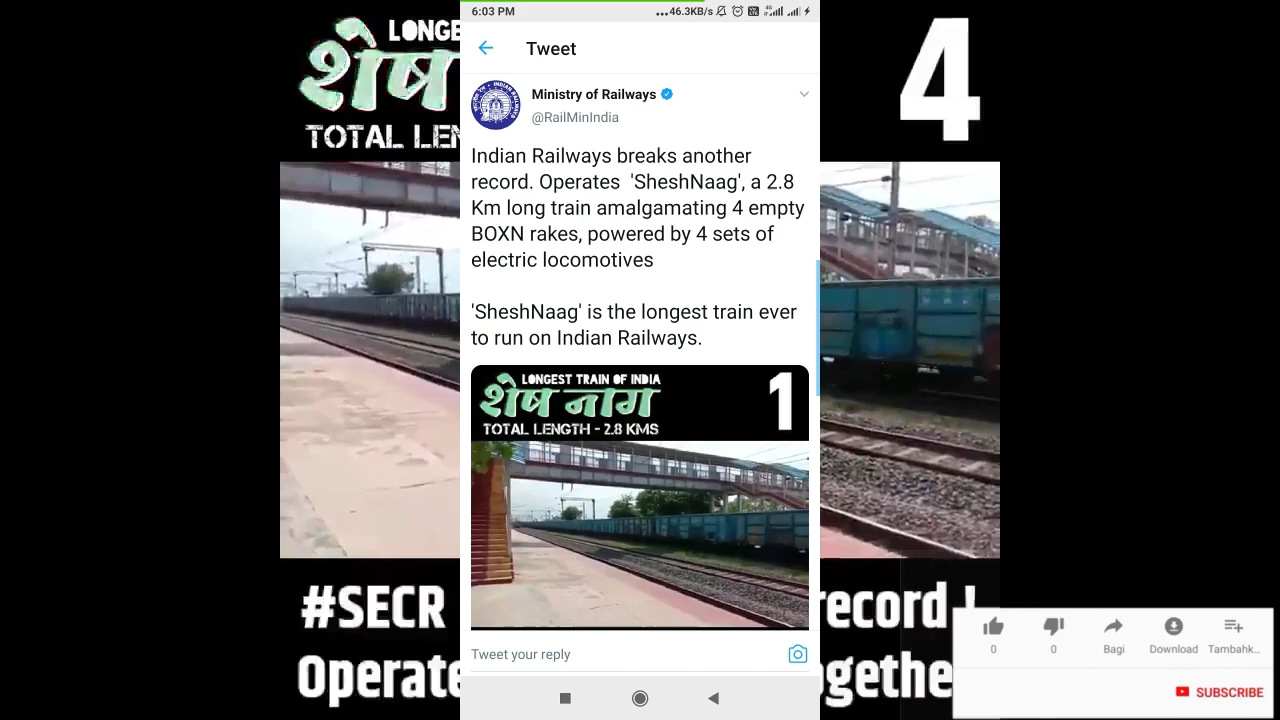 6:03 PM
46.3KB/s
Tweet
Ministry of Railways
@RailMinIndia
Indian Railways breaks another
record. Operates 'SheshNaag', a 2.8
Km long train amalgamating 4 empty
BOXN rakes, powered by 4 sets of
electric locomotives
'SheshNaag' is the longest train ever
to run on Indian Railways.
LONGEST TRAIN OF INDIA
शेष नाग
1
TOTAL LENGTH - 2.8 KMS
Tweet your reply
LONGE
शेष
TOTAL LEN
4
#SECR
record !
Operate
ogethe
0
0
Bagi
Download
Tambahk...
SUBSCRIBE